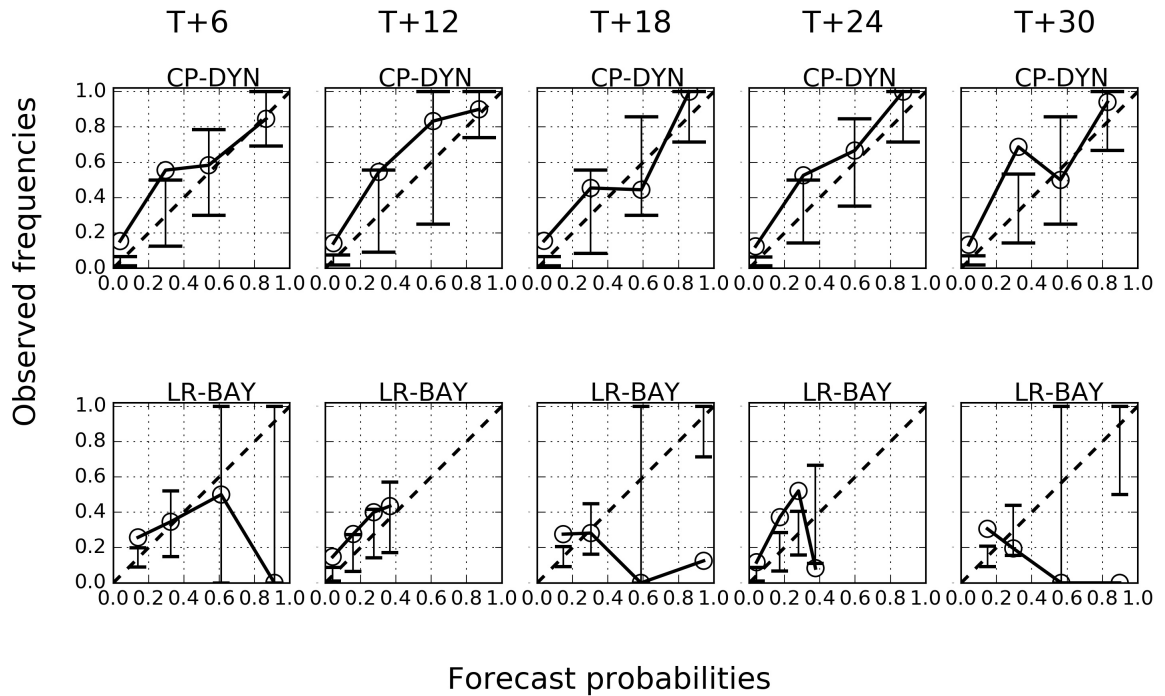 T+6 T+12 T+18 T+24 T+30
CP-DYN CP-DYN CP-DYN CP-DYN CP-DYN
1.0
0.8
0.6
0.4
0.2
0.0
0.0 0.2 0.4 0.6 0.8 1.0 0.0 0.2 0.4 0.6 0.8 1.0 0.0 0.2 0.4 0.6 0.8 1.0 0.0 0.2 0.4 0.6 0.8 1.0 0.0 0.2 0.4 0.6 0.8 1.0
Observed frequencies
LR-BAY LR-BAY LR-BAY LR-BAY LR-BAY
1.0
0.8
0.6
0.4
0.2
0.0
0.0 0.2 0.4 0.6 0.8 1.0 0.0 0.2 0.4 0.6 0.8 1.0 0.0 0.2 0.4 0.6 0.8 1.0 0.0 0.2 0.4 0.6 0.8 1.0 0.0 0.2 0.4 0.6 0.8 1.0
Forecast probabilities